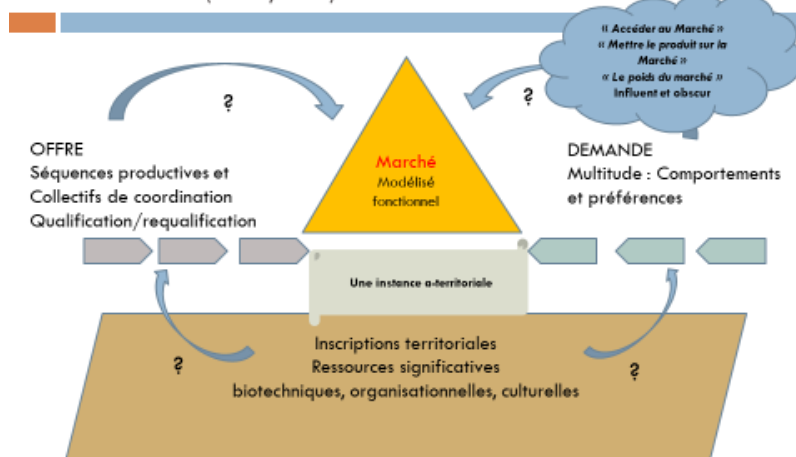 « Accéder au Marché »
« Mettre le produit sur la
Marché »
« Le poids du marché »
Influent et obscur
?
?
OFFRE
Séquences productives et
Collectifs de coordination
Qualification/requalification
Marché
Modélisé
fonctionnel
DEMANDE
Multitude : Comportements
et préférences
Une instance a-territoriale
Inscriptions territoriales
Ressources significatives
biotechniques, organisationnelles, culturelles
?
?